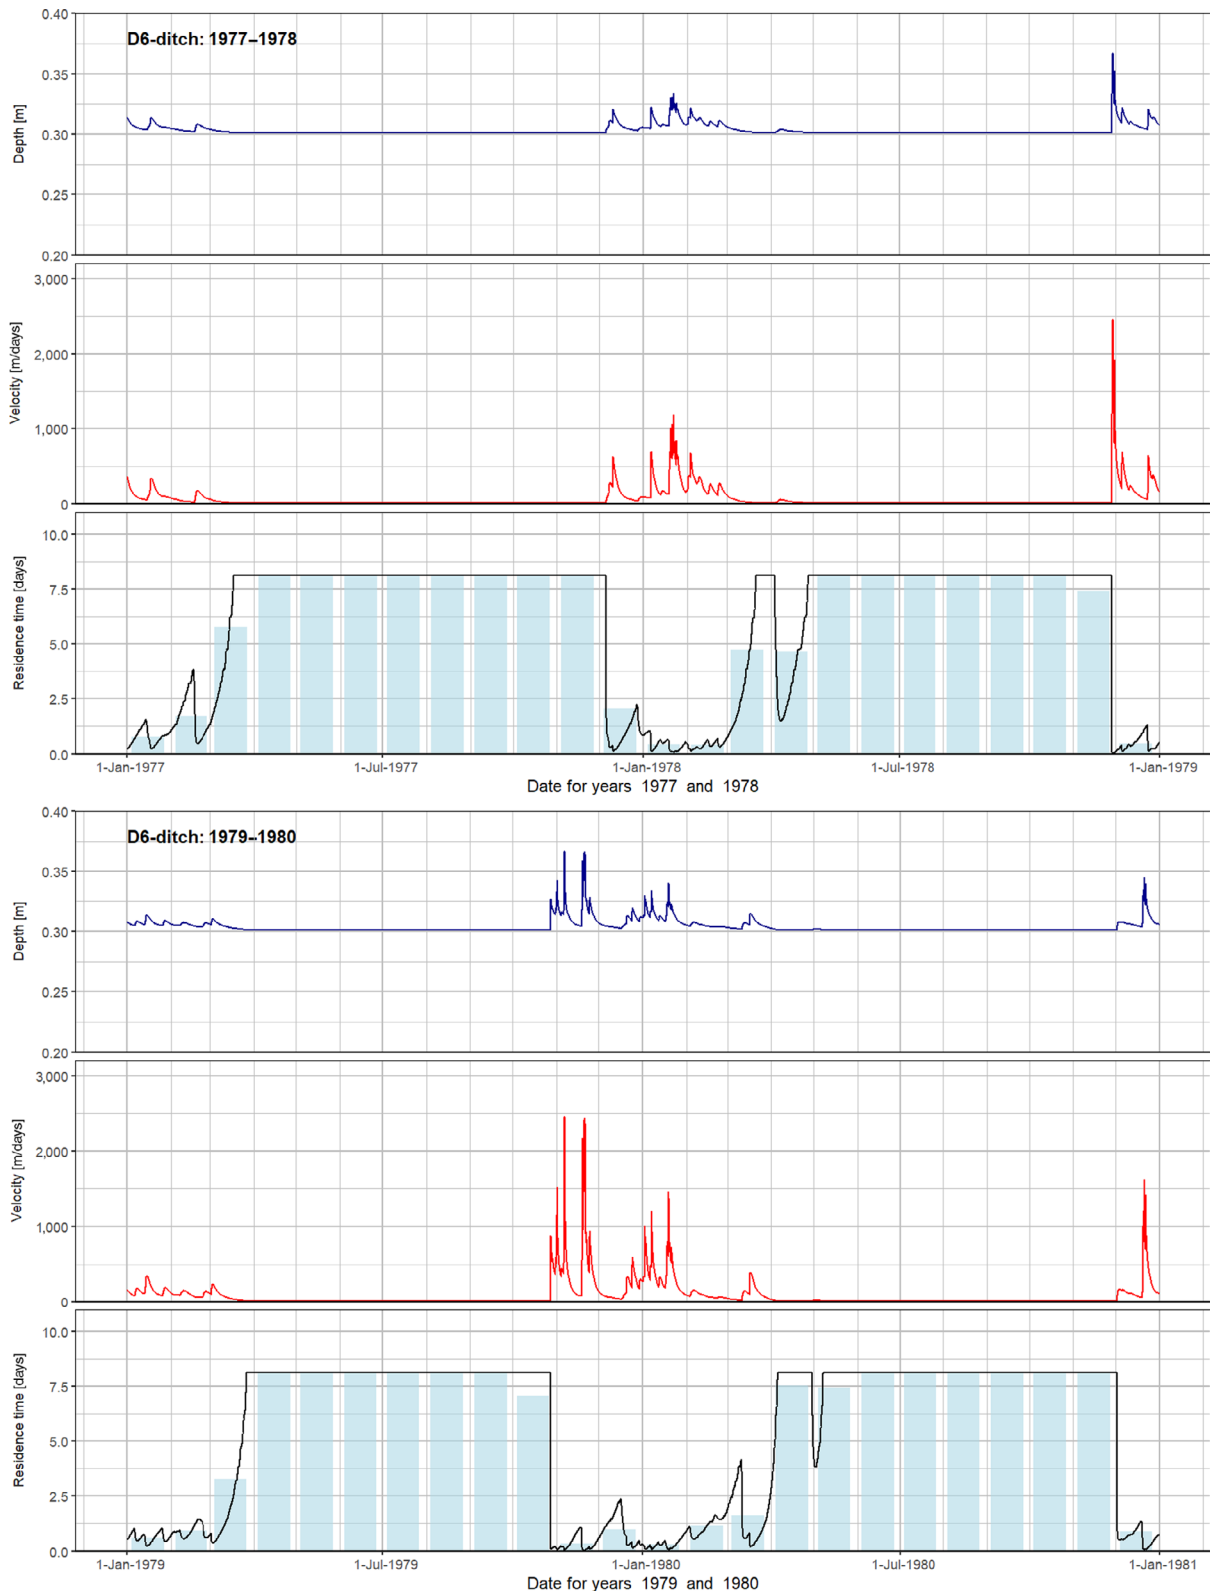 0.40
D6-ditch: 1977–1978
0.35
0.30
0.25
0.20
Depth [m]
3,000
2,000
1,000
0
Velocity [m/days]
10.0
7.5
5.0
2.5
0.0
Residence time [days]
1-Jan-1977 1-Jul-1977 1-Jan-1978 1-Jul-1978 1-Jan-1979
Date for years 1977 and 1978
0.40
D6-ditch: 1979–1980
0.35
0.30
0.25
0.20
Depth [m]
3,000
2,000
1,000
0
Velocity [m/days]
10.0
7.5
5.0
2.5
0.0
Residence time [days]
1-Jan-1979 1-Jul-1979 1-Jan-1980 1-Jul-1980 1-Jan-1981
Date for years 1979 and 1980